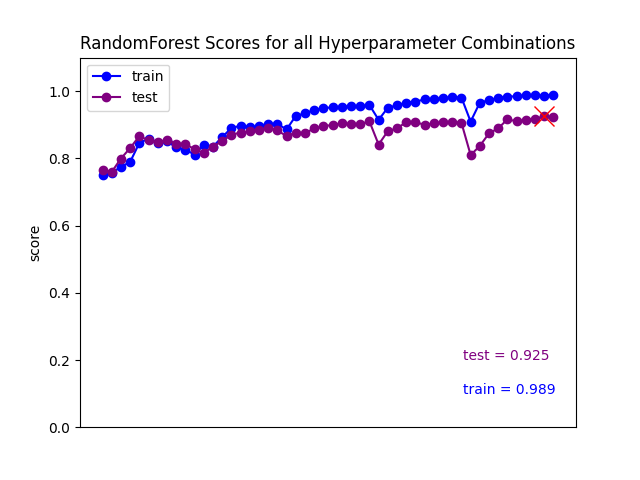 RandomForest Scores for all Hyperparameter Combinations
train
test
score
1.0
0.8
0.6
0.4
0.2
0.0
test = 0.925
train = 0.989